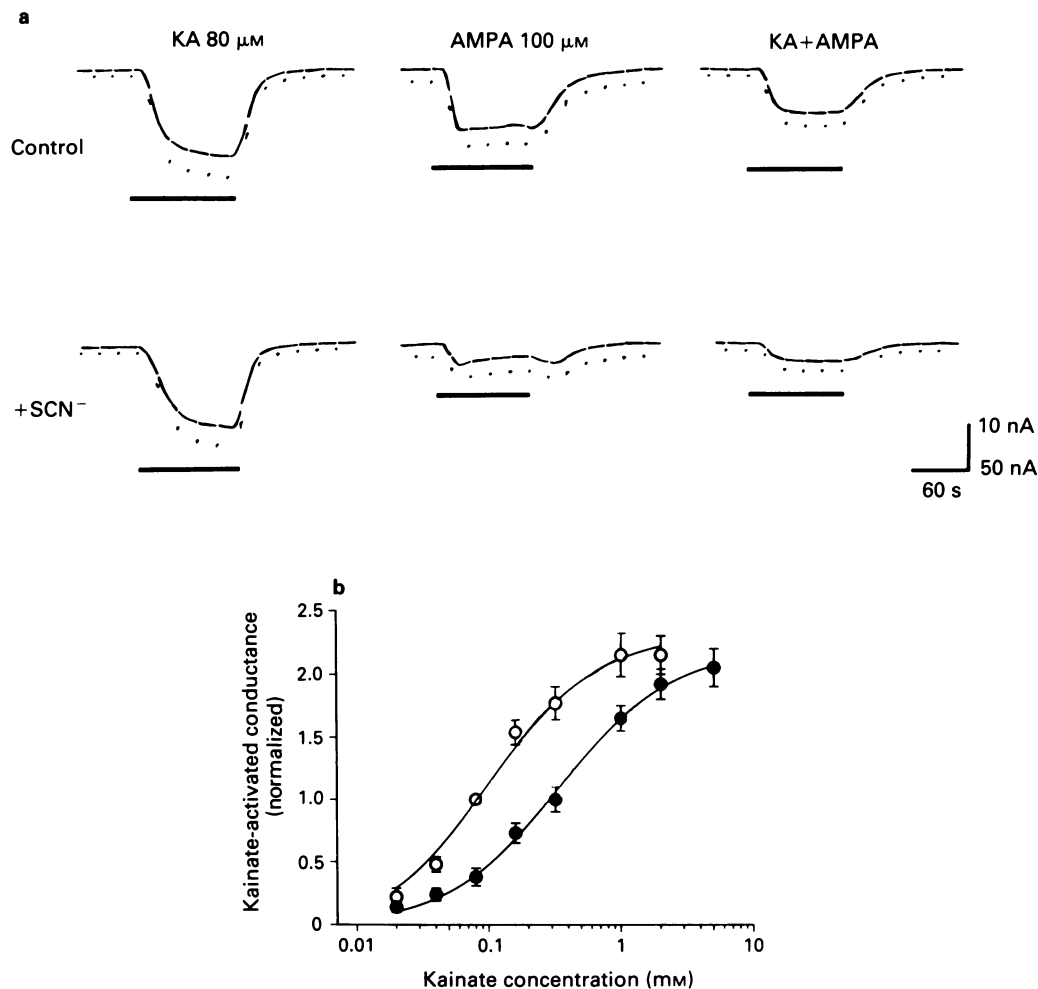 a
KA 80 μM
AMPA 100 μM
KA+AMPA
Control
+SCN⁻
10 nA
50 nA
60 s
b
Kainate-activated conductance
(normalized)
2.5
2.0
1.5
1.0
0.5
0
0.01
0.1
1
10
Kainate concentration (mM)